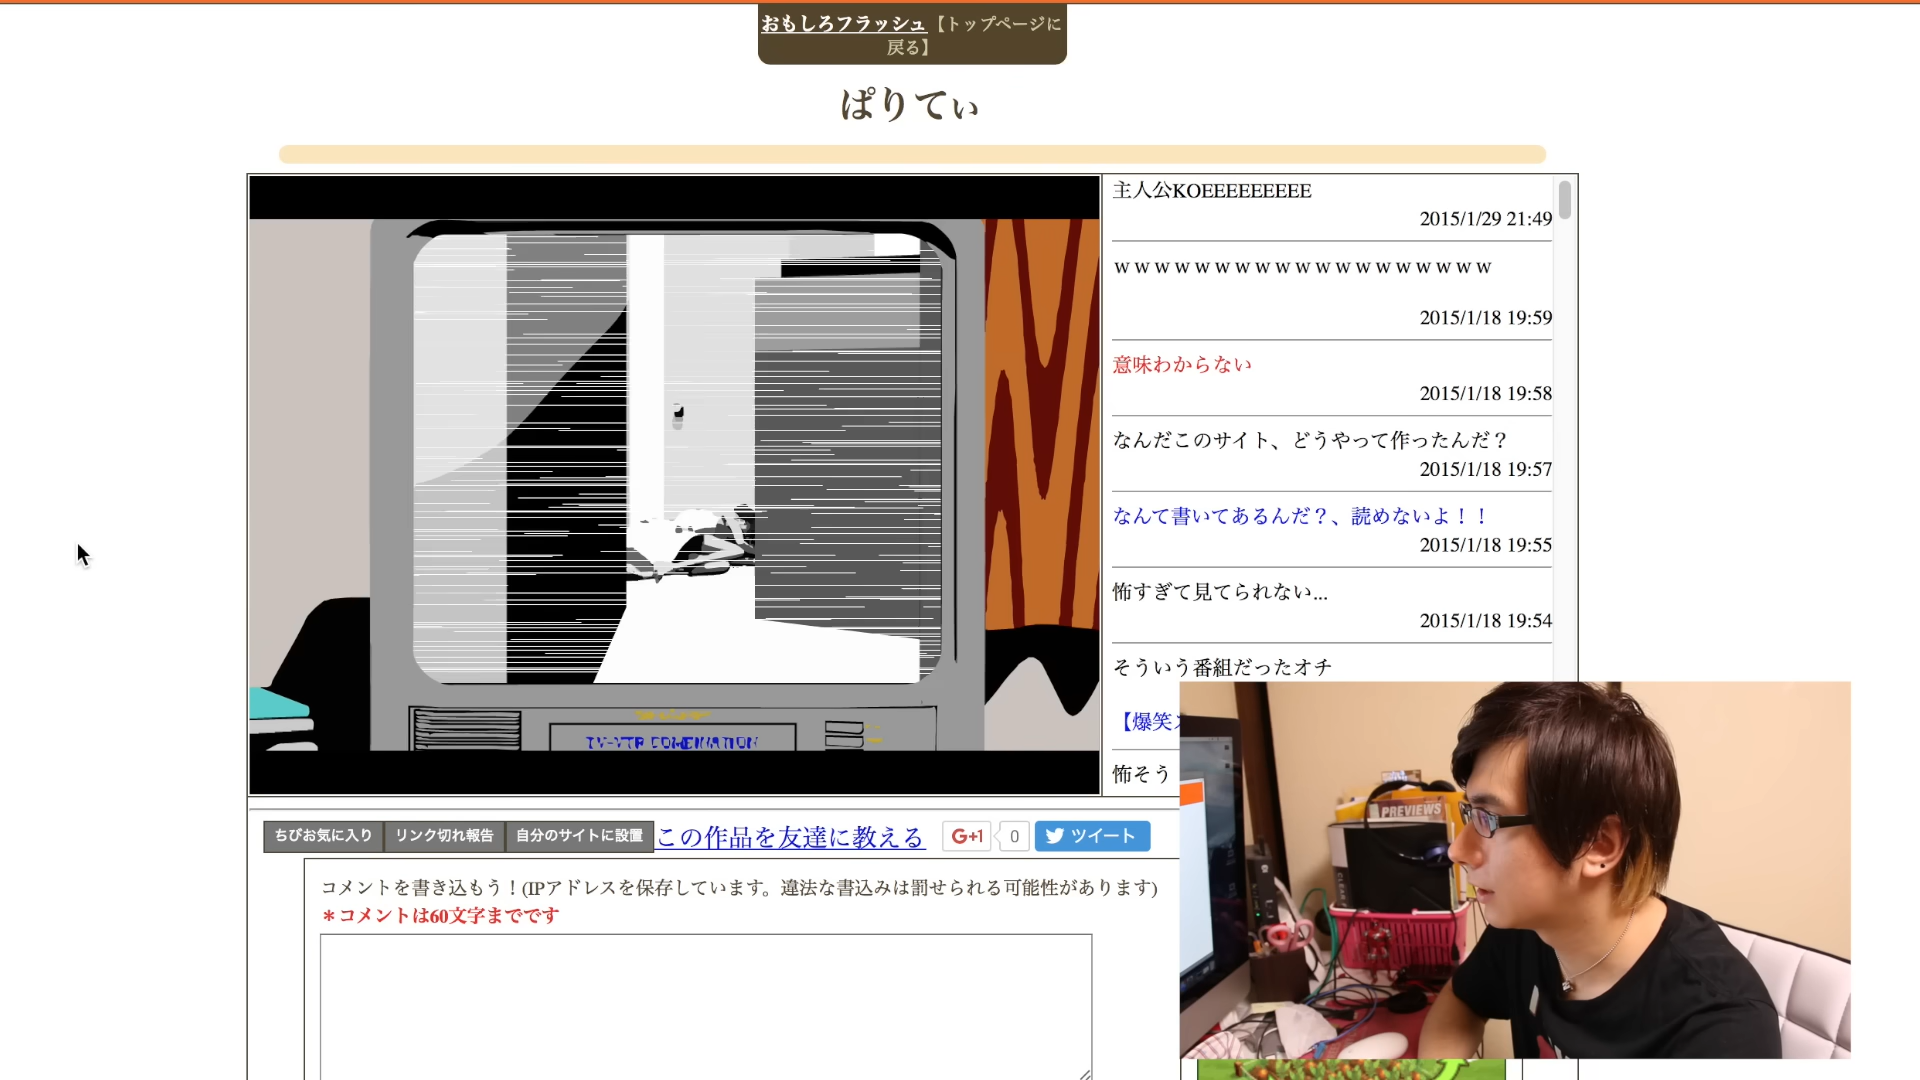 おもしろフラッシュ【トップページに
戻る】
ぱりてぃ
主人公KOEEEEEEEEEE
2015/1/29 21:49
ｗｗｗｗｗｗｗｗｗｗｗｗｗｗｗｗｗｗｗ
2015/1/18 19:59
意味わからない
2015/1/18 19:58
なんだこのサイト、どうやって作ったんだ？
2015/1/18 19:57
なんて書いてあるんだ？、読めないよ！！
2015/1/18 19:55
怖すぎて見てられない...
2015/1/18 19:54
そういう番組だったオチ
【爆笑
怖そう
TV-VTR COMBINATION
ちびお気に入り リンク切れ報告 自分のサイトに設置 この作品を友達に教える G+1 0 ツイート
コメントを書き込もう！(IPアドレスを保存しています。違法な書込みは罰せられる可能性があります)
＊コメントは60文字までです
PREVIEWS